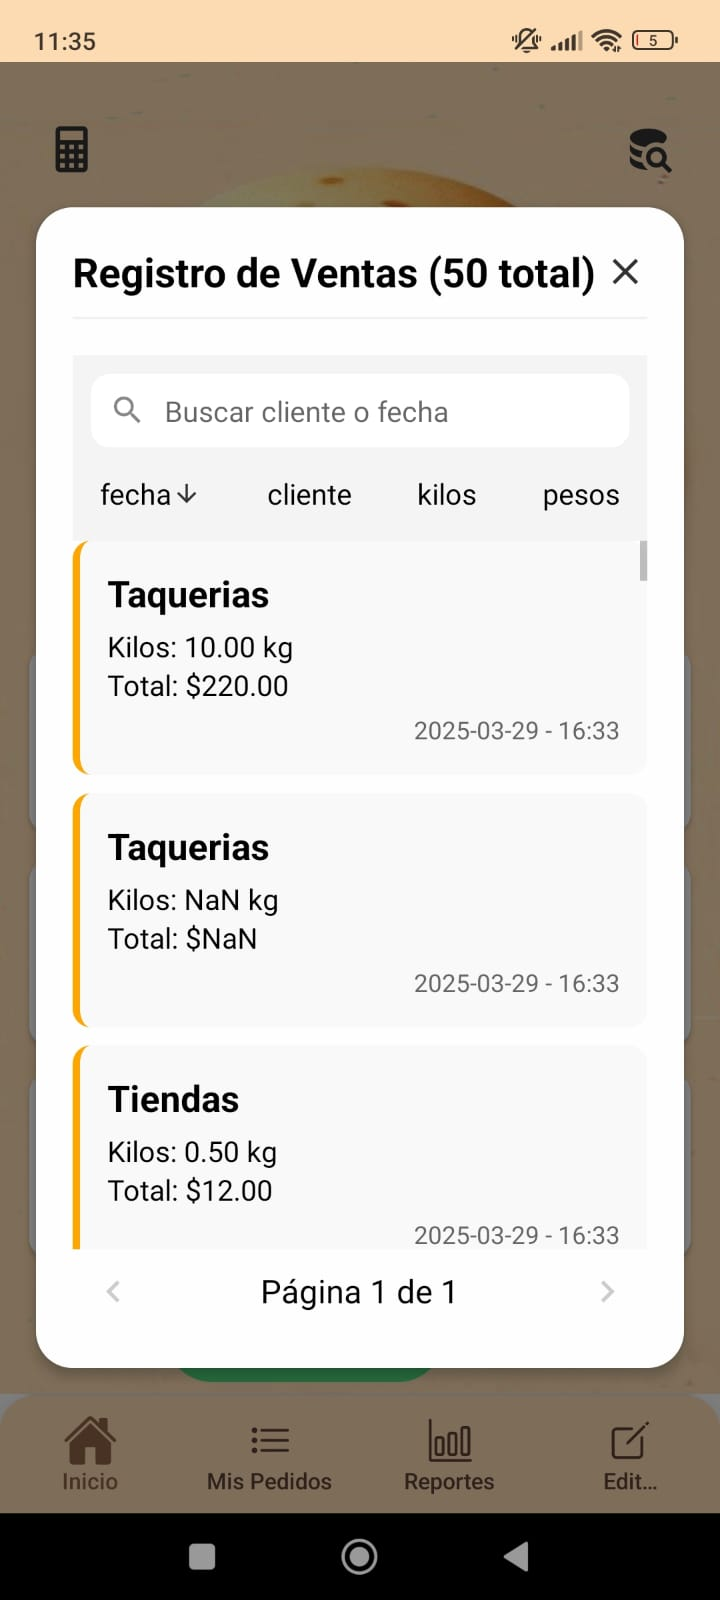 11:35
5
Registro de Ventas (50 total)
Buscar cliente o fecha
fecha cliente kilos pesos
Taquerias
Kilos: 10.00 kg
Total: $220.00
2025-03-29 - 16:33
Taquerias
Kilos: NaN kg
Total: $NaN
2025-03-29 - 16:33
Tiendas
Kilos: 0.50 kg
Total: $12.00
2025-03-29 - 16:33
Página 1 de 1
Inicio Mis Pedidos Reportes Edit...